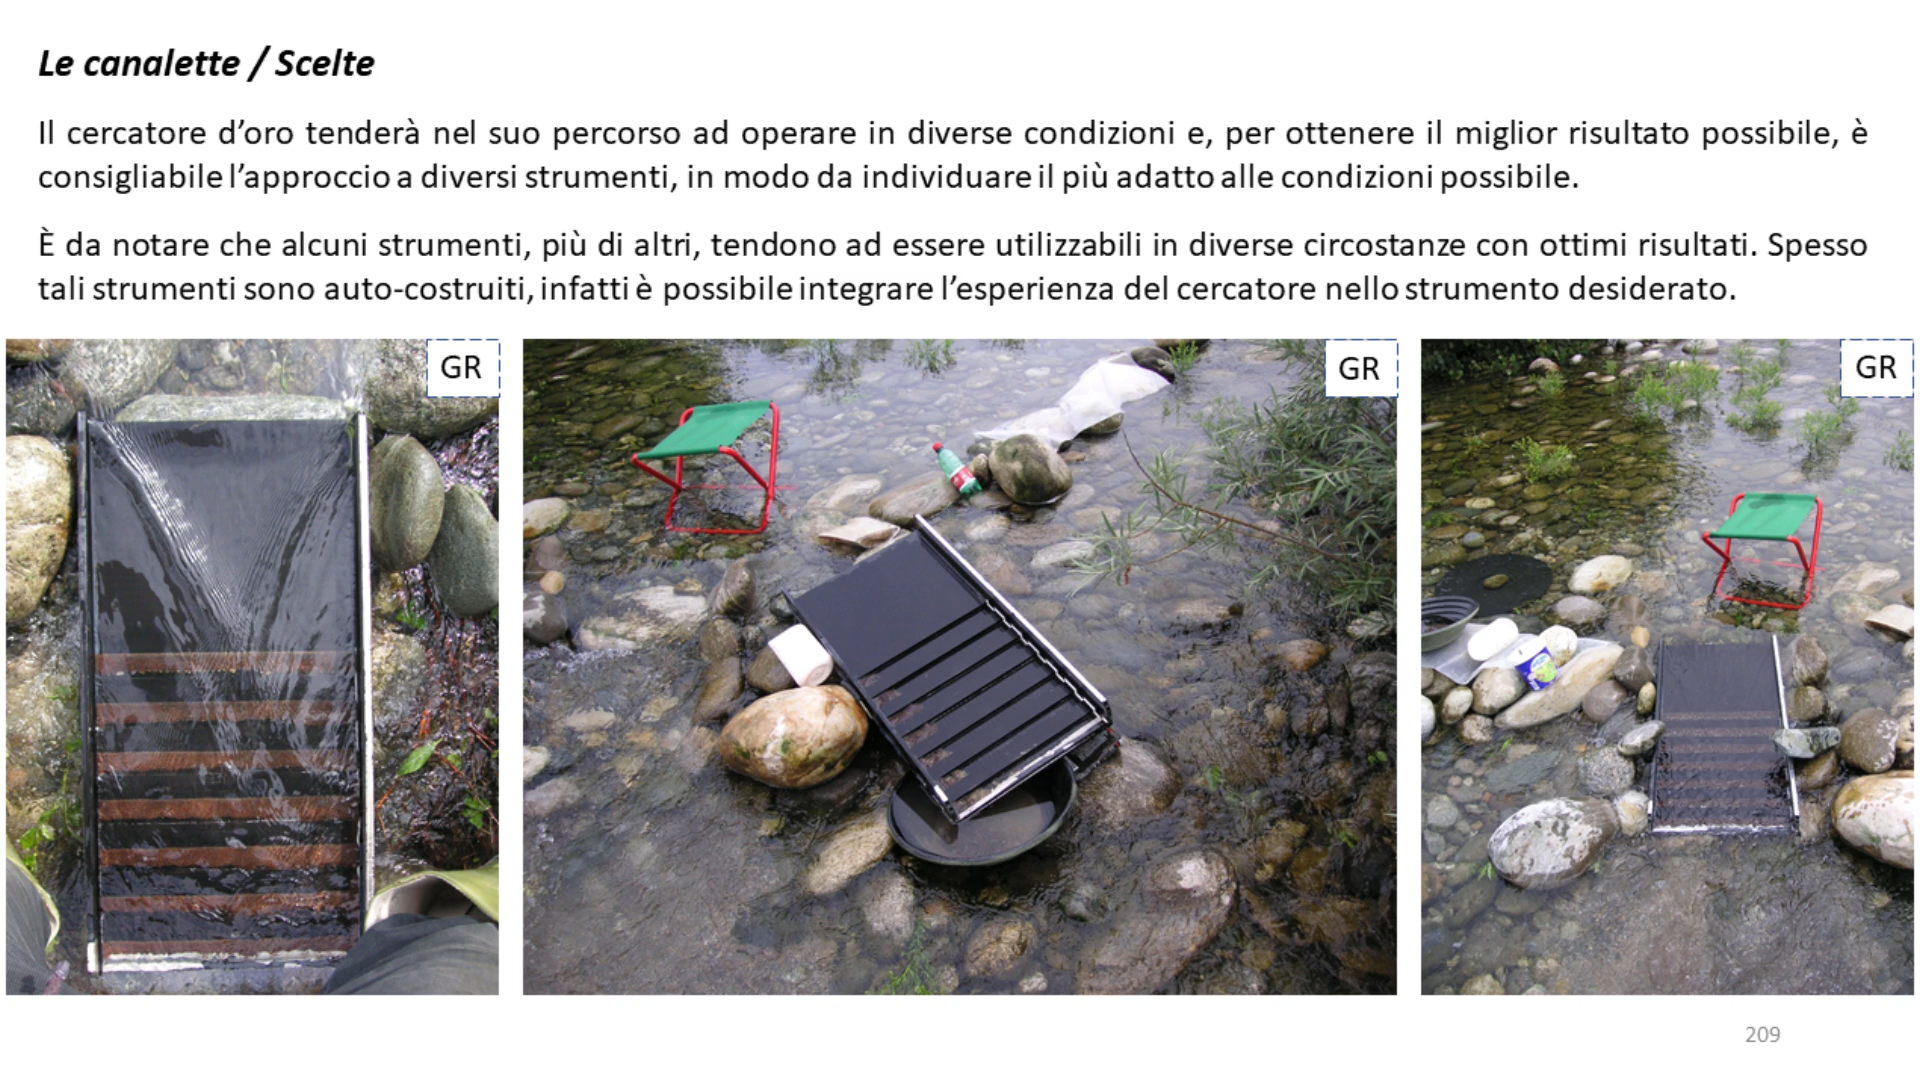 Le canalette / Scelte
Il cercatore d’oro tenderà nel suo percorso ad operare in diverse condizioni e, per ottenere il miglior risultato possibile, è
consigliabile l’approccio a diversi strumenti, in modo da individuare il più adatto alle condizioni possibile.
È da notare che alcuni strumenti, più di altri, tendono ad essere utilizzabili in diverse circostanze con ottimi risultati. Spesso
tali strumenti sono auto-costruiti, infatti è possibile integrare l’esperienza del cercatore nello strumento desiderato.
GR
GR
GR
209